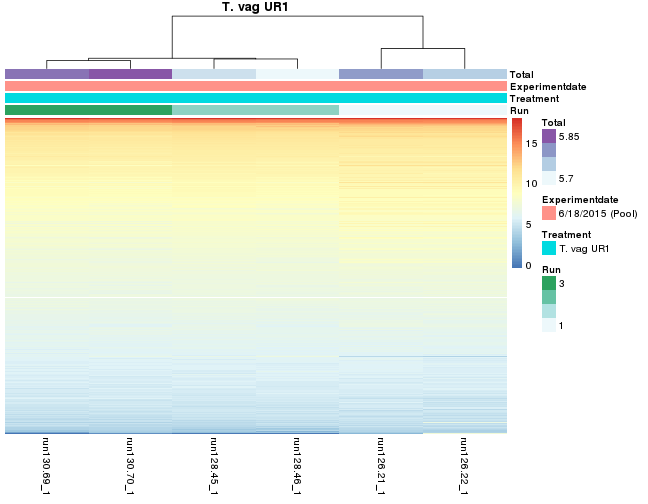 T. vag UR1
Total
Experimentdate
Treatment
Run
15
10
5
0
Total
5.85
5.7
Experimentdate
6/18/2015 (Pool)
Treatment
T. vag UR1
Run
3
1
run130.69_1
run130.70_1
run128.45_1
run128.46_1
run126.21_1
run126.22_1